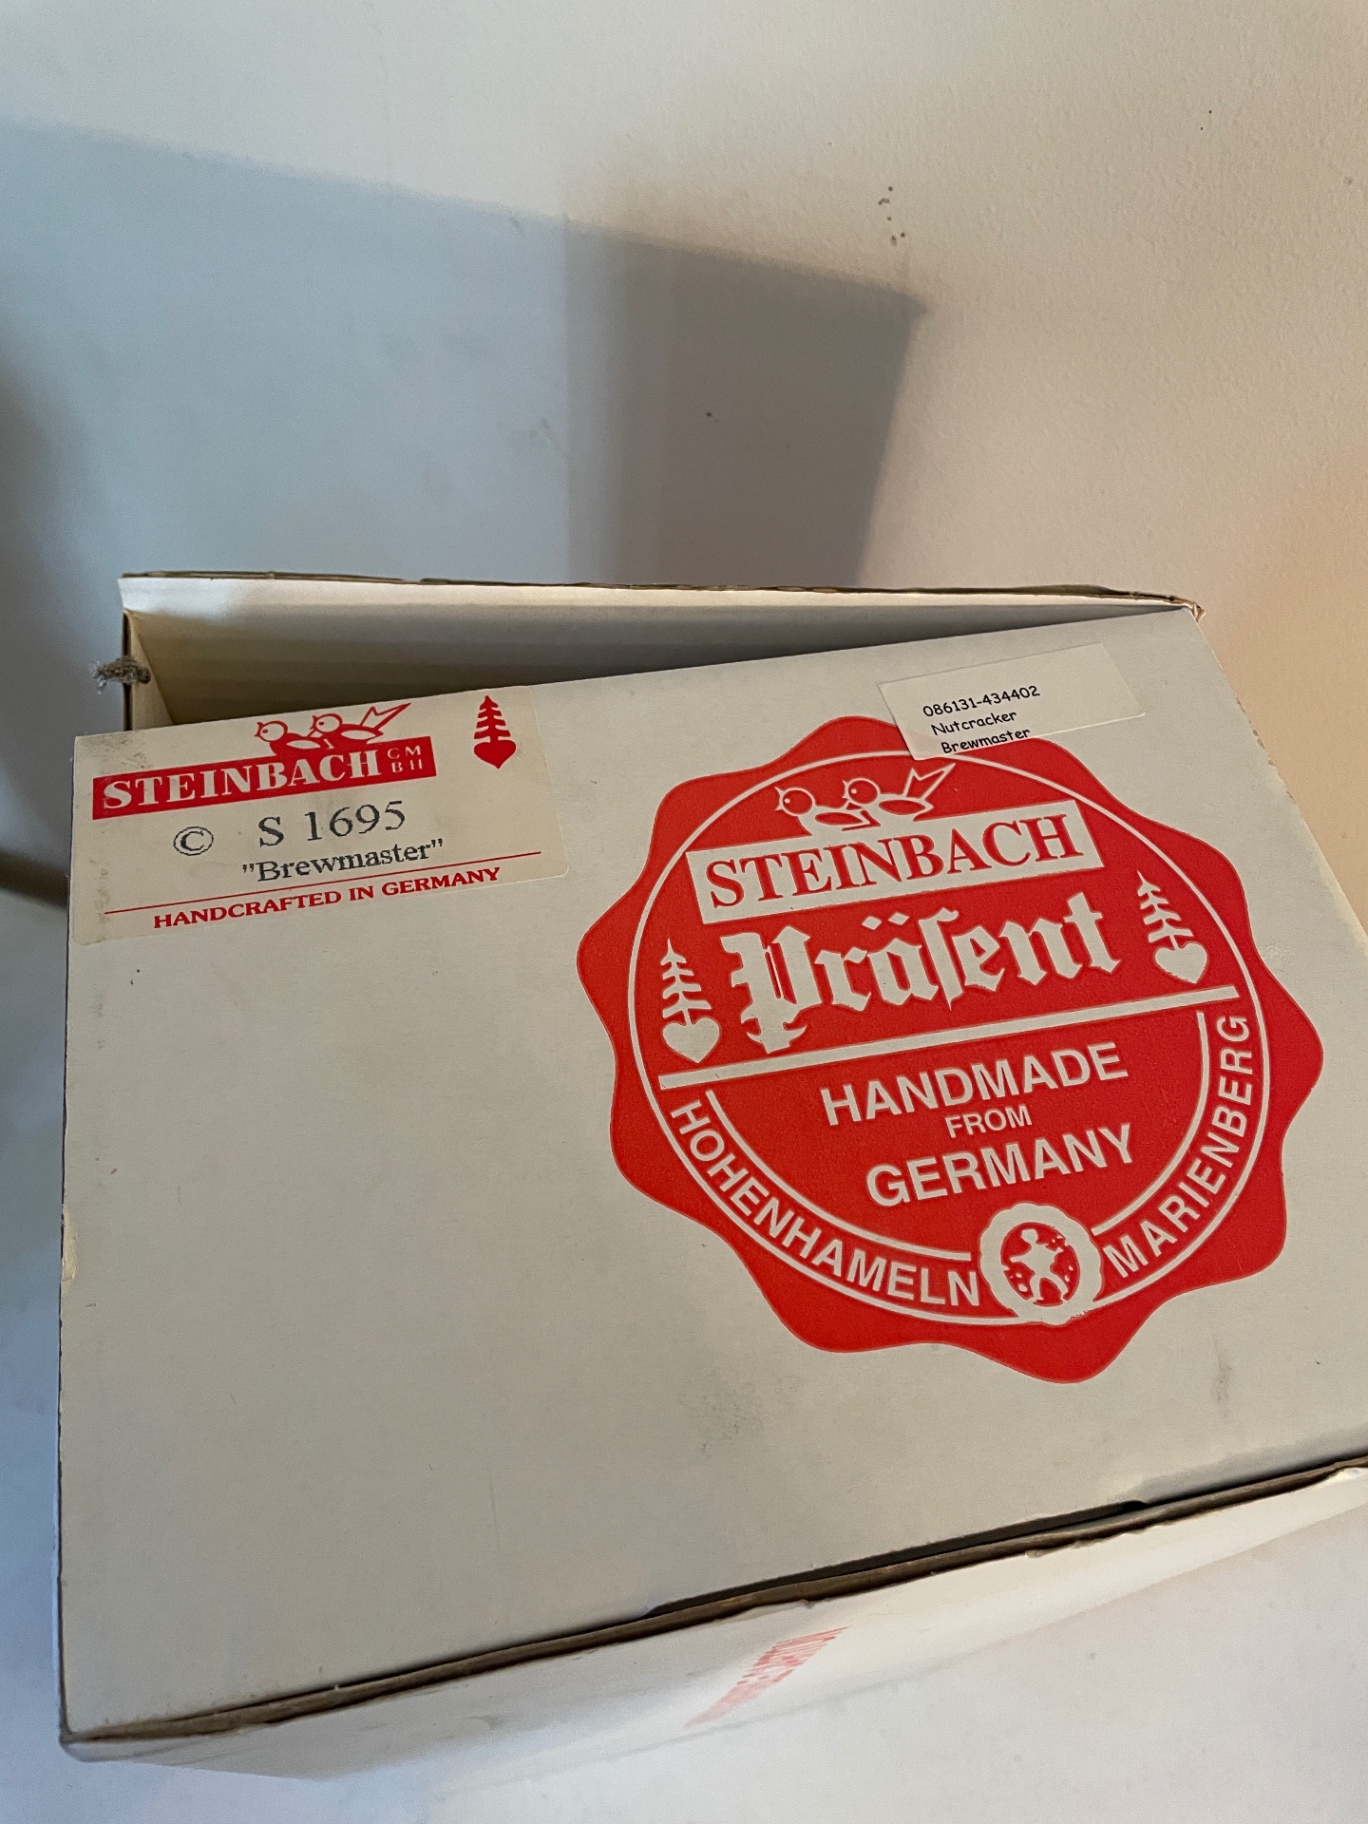 STEINBACH GMBH
© S 1695
"Brewmaster"
HANDCRAFTED IN GERMANY
086131-434402
Nutcracker
Brewmaster
STEINBACH
Präſent
HANDMADE
FROM
GERMANY
HOHENHAMELN
MARIENBERG